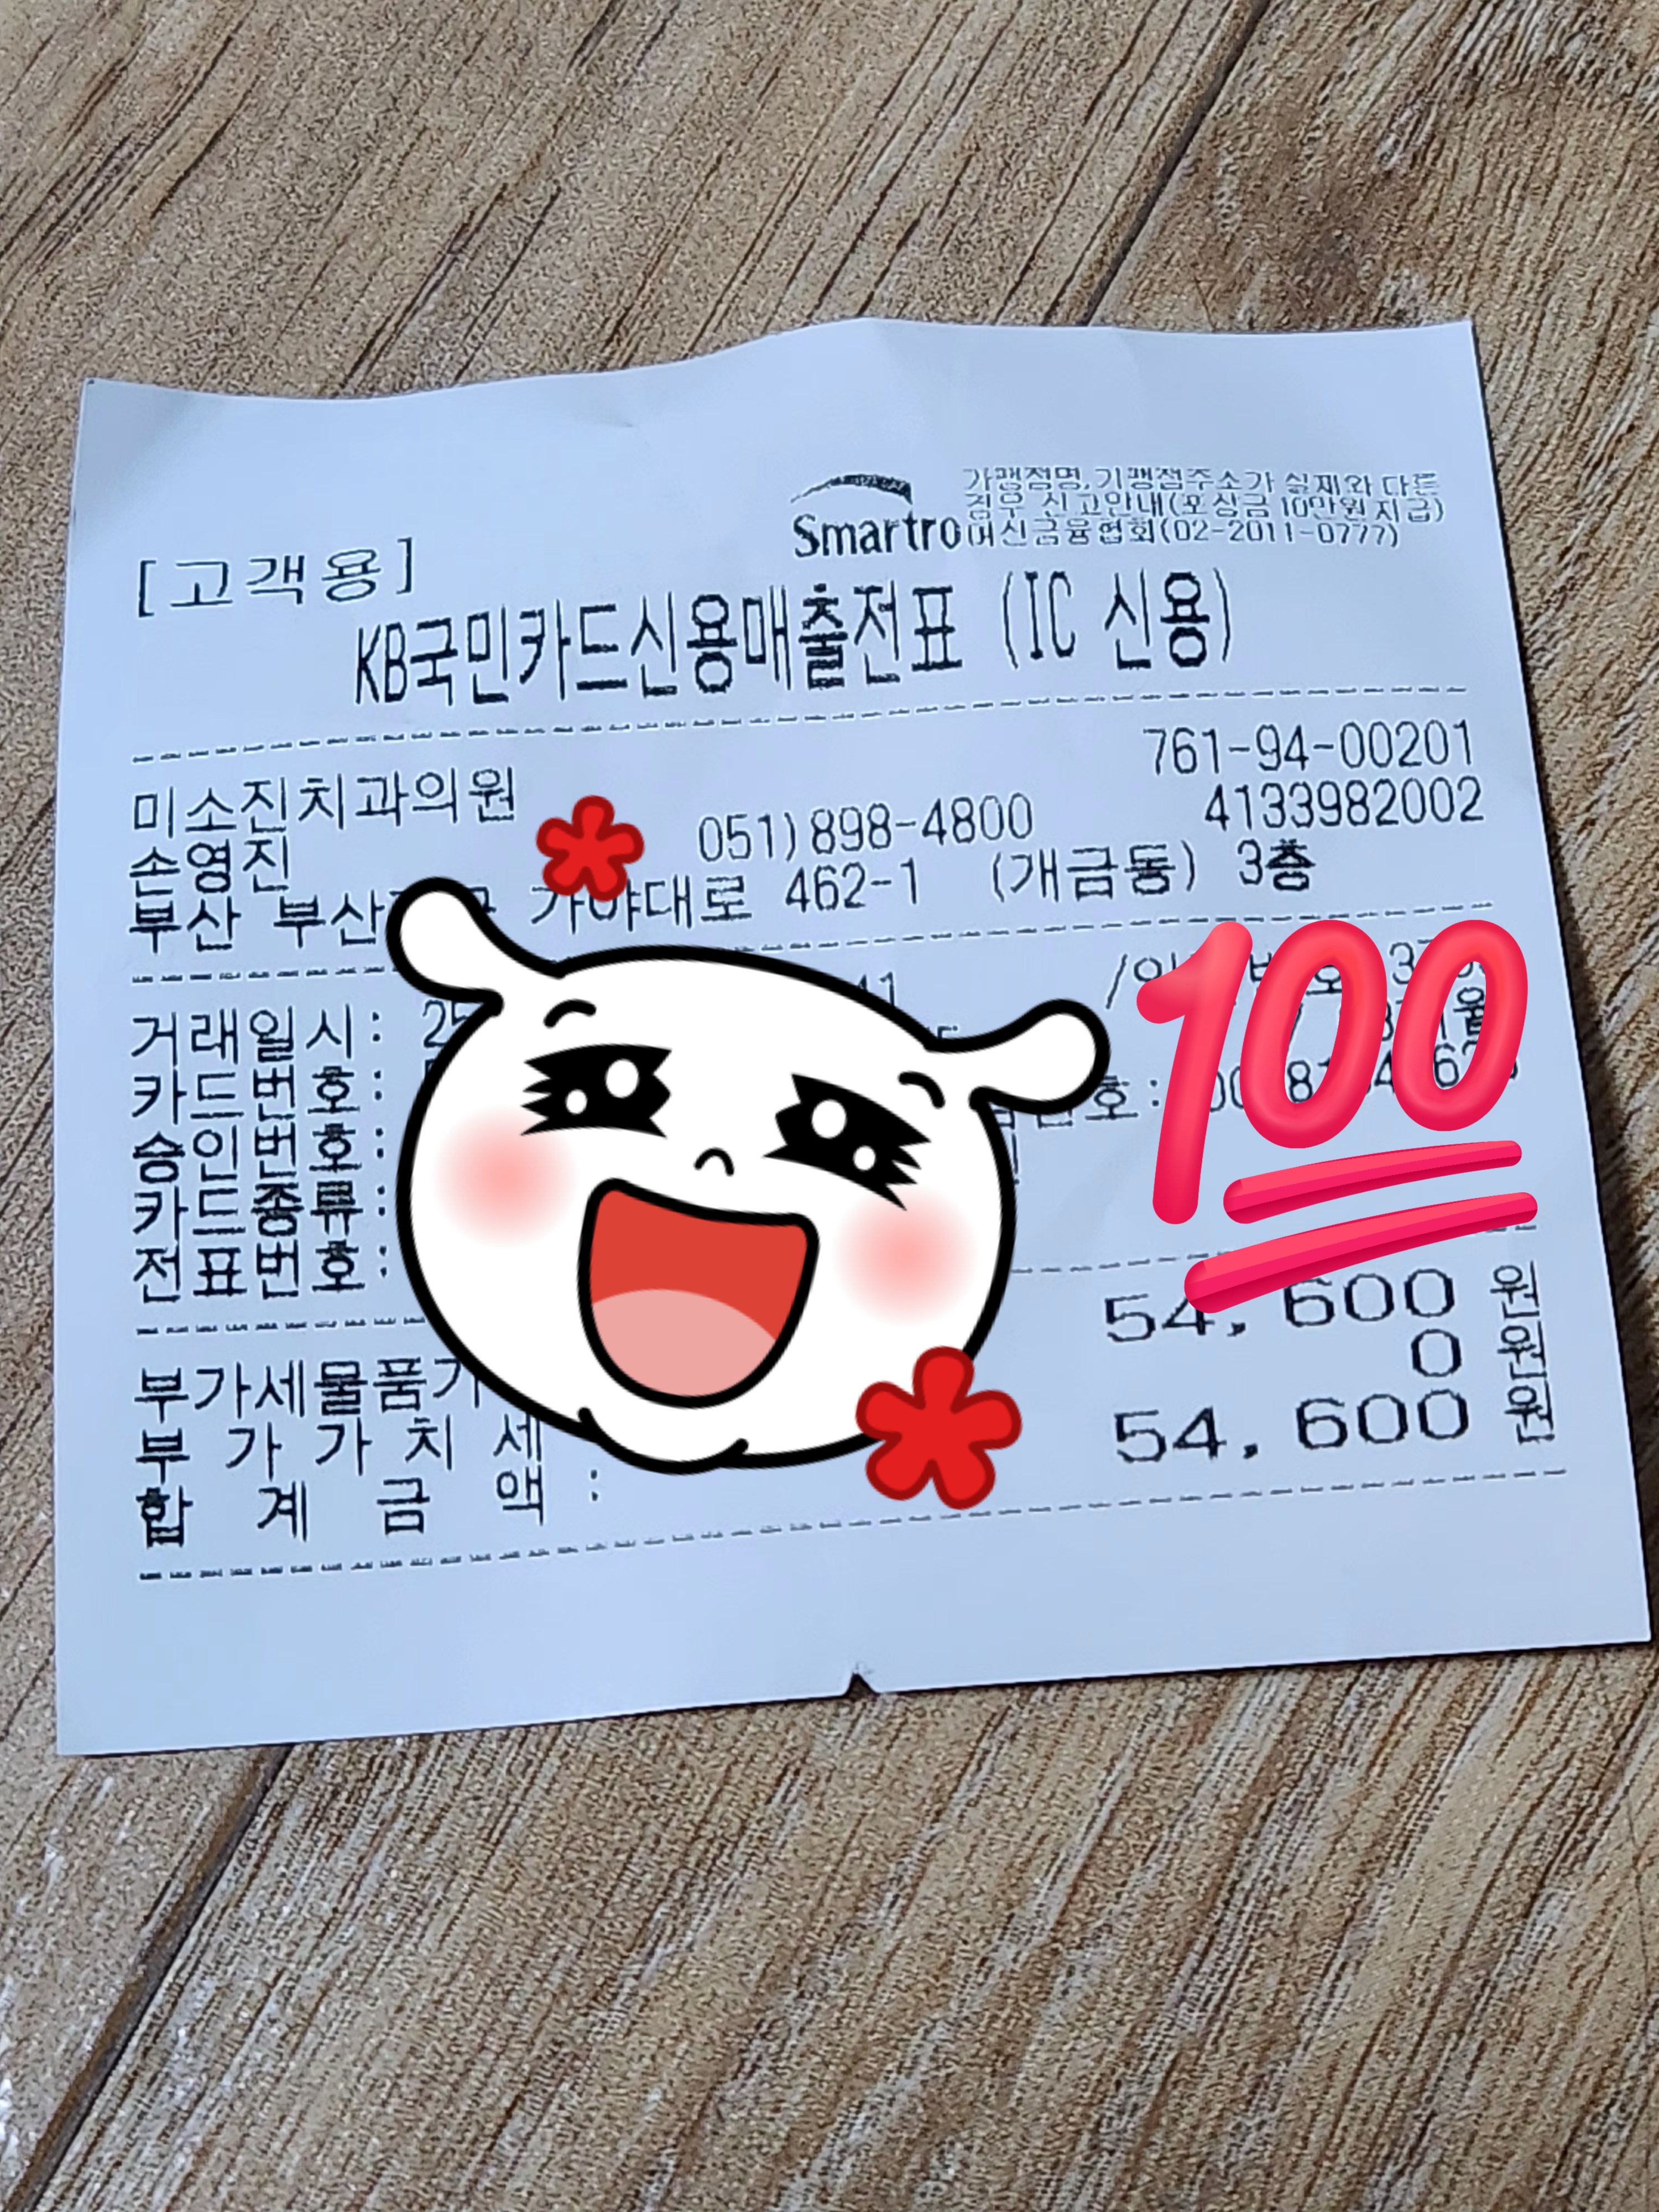 가맹점명, 가맹점주소가 실제와 다른
경우 신고안내(포상금 10만원 지급)
Smartro 여신금융협회(02-2011-0777)
[고객용]
KB국민카드신용매출전표 (IC 신용)
761-94-00201
미소진치과의원
051)898-4800 4133982002
손영진
부산 가야대로 462-1 (개금동) 3층
거래일시:
카드번호:
승인번호:
카드종류:
전표번호:
100
54,600 원
부가세물품가
0 원
부 가 가 치 세
54,600 원
합 계 금 액 :